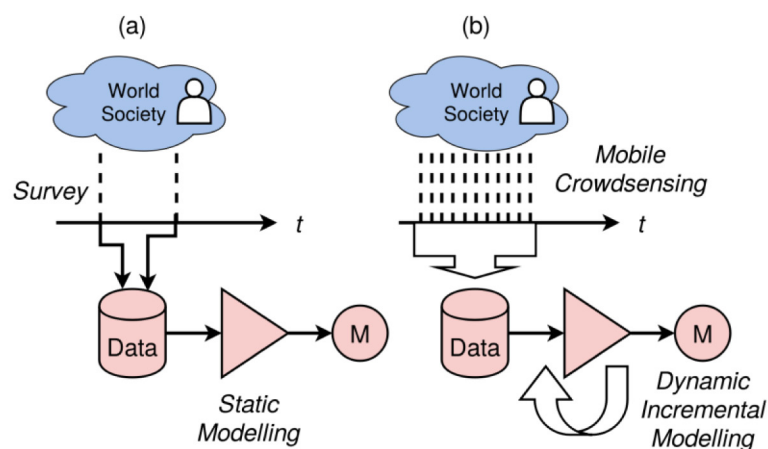 (a)
World
Society
Survey
t
Data
M
Static
Modelling
(b)
World
Society
Mobile
Crowdsensing
t
Data
M
Dynamic
Incremental
Modelling